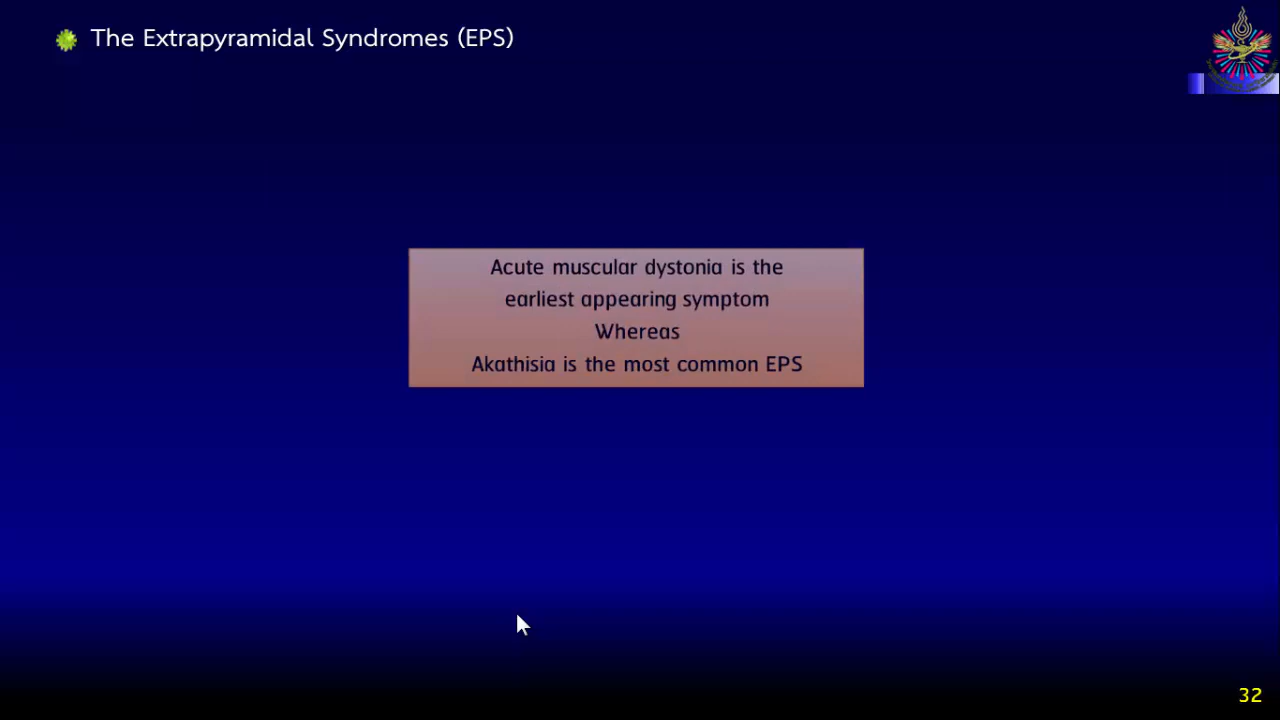 The Extrapyramidal Syndromes (EPS)
Acute muscular dystonia is the
earliest appearing symptom
Whereas
Akathisia is the most common EPS
32